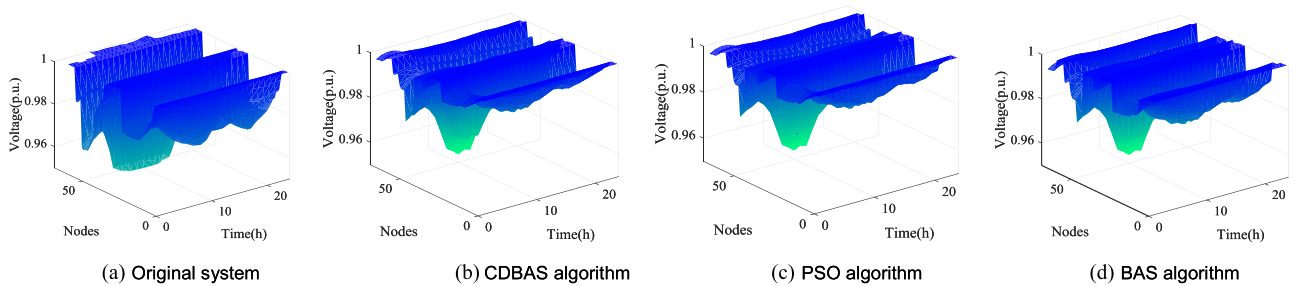 1
0.98
0.96
Voltage(p.u.)
50
0
Nodes
0
10
20
Time(h)
(a) Original system
1
0.98
0.96
Voltage(p.u.)
50
0
Nodes
0
10
20
Time(h)
(b) CDBAS algorithm
1
0.98
0.96
Voltage(p.u.)
50
0
Nodes
0
10
20
Time(h)
(c) PSO algorithm
1
0.98
0.96
Voltage(p.u.)
50
0
Nodes
0
10
20
Time(h)
(d) BAS algorithm